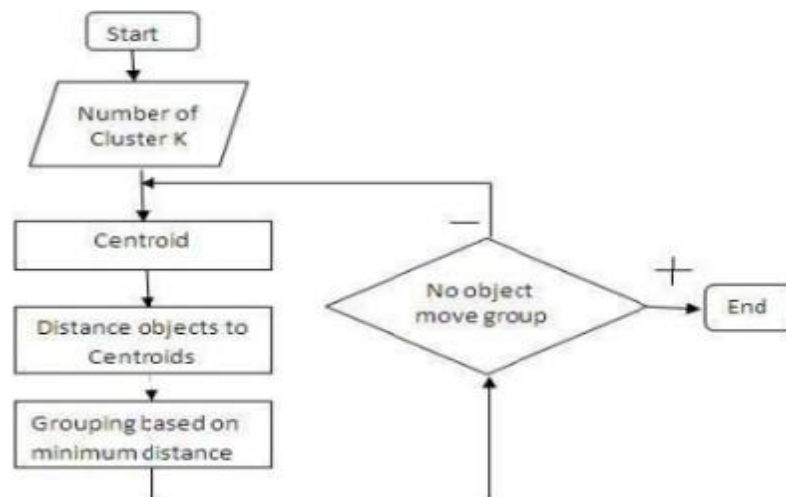 Start
Number of
Cluster K
Centroid
Distance objects to
Centroids
Grouping based on
minimum distance
No object
move group
—
+
End